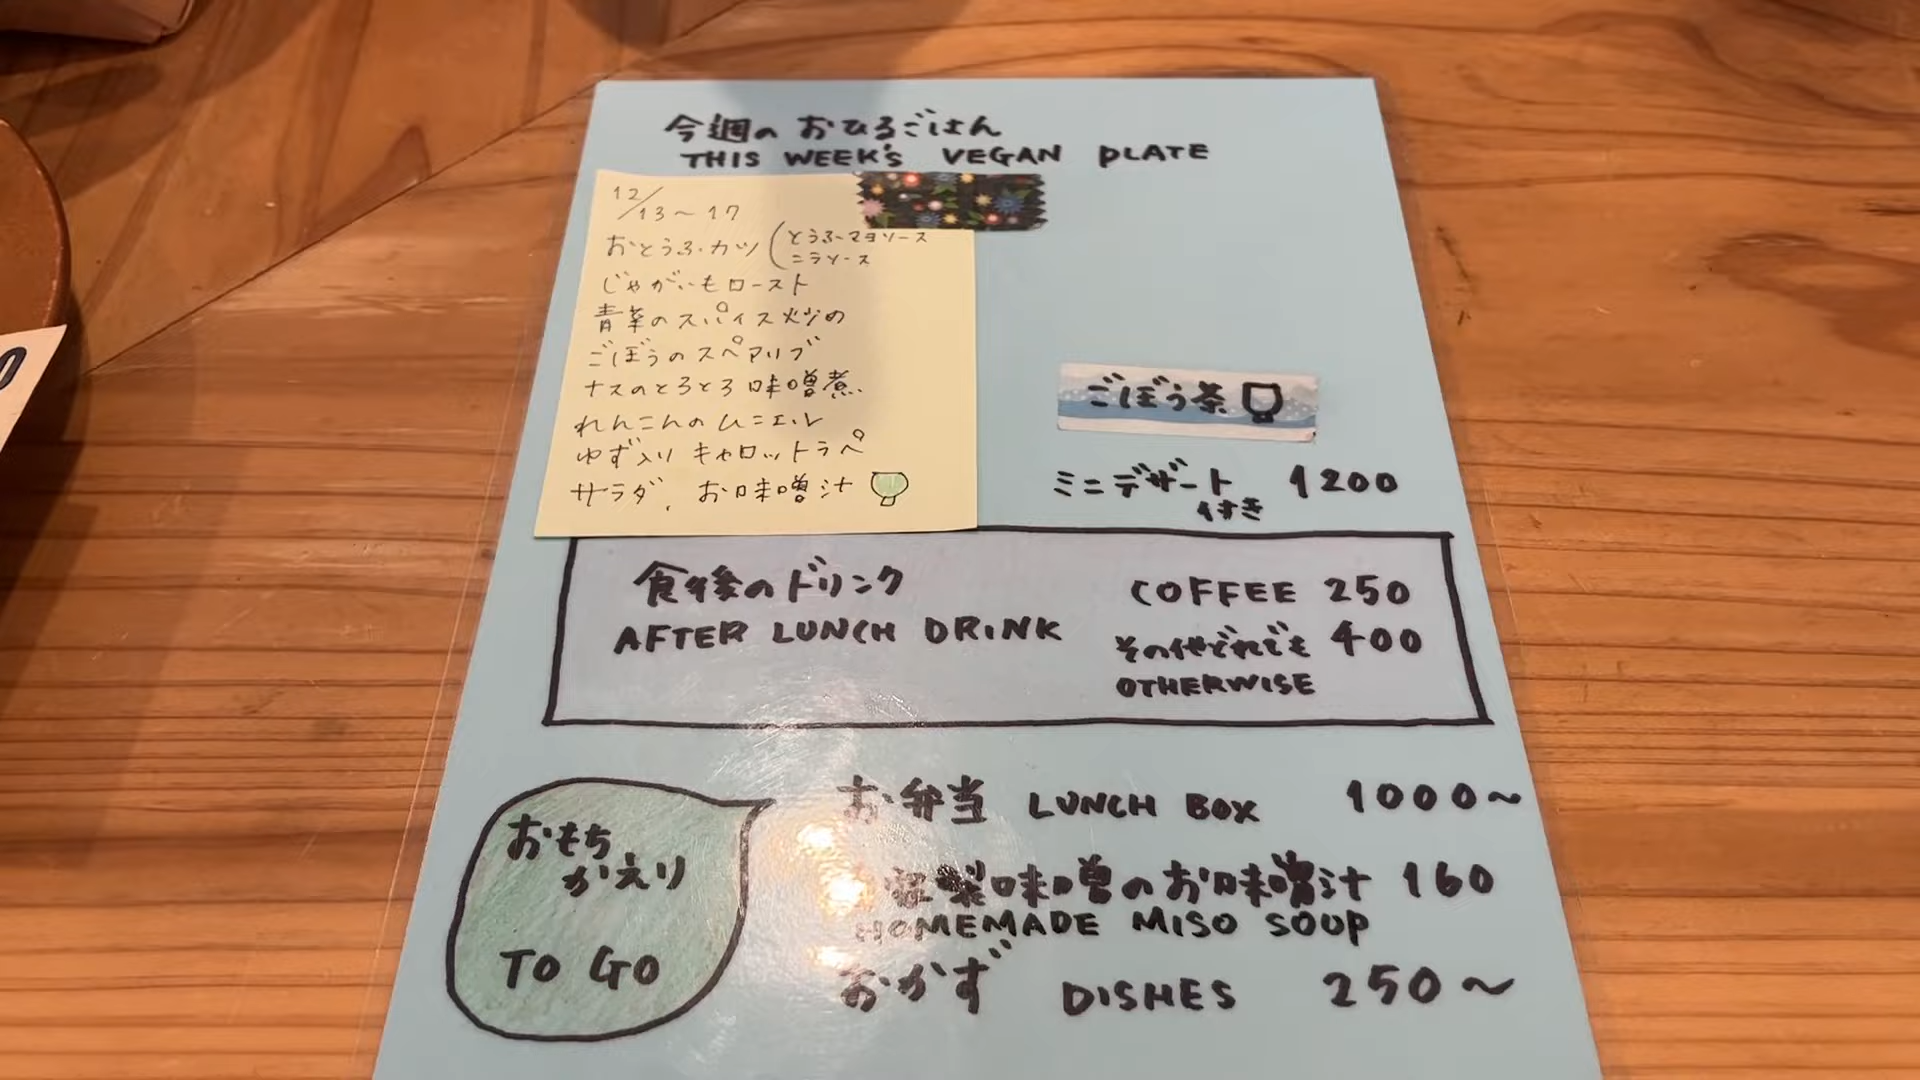 今週のおひるごはん
THIS WEEK'S VEGAN PLATE
12/13〜17
おとうふカツ(とうふマヨソース
ニラソース
じゃがいもロースト
青菜のスパイス炒め
ごぼうのスペアリブ
ナスのとろとろ味噌煮.
れんこんのムニエル
ゆず入り キャロットラペ
サラダ、お味噌汁
ごぼう茶
ミニデザート 1200
付き
食後のドリンク
AFTER LUNCH DRINK
COFFEE 250
その他どれでも 400
OTHERWISE
おもち
かえり
TO GO
お弁当 LUNCH BOX 1000〜
自家製味噌のお味噌汁 160
HOMEMADE MISO SOUP
おかず DISHES 250〜